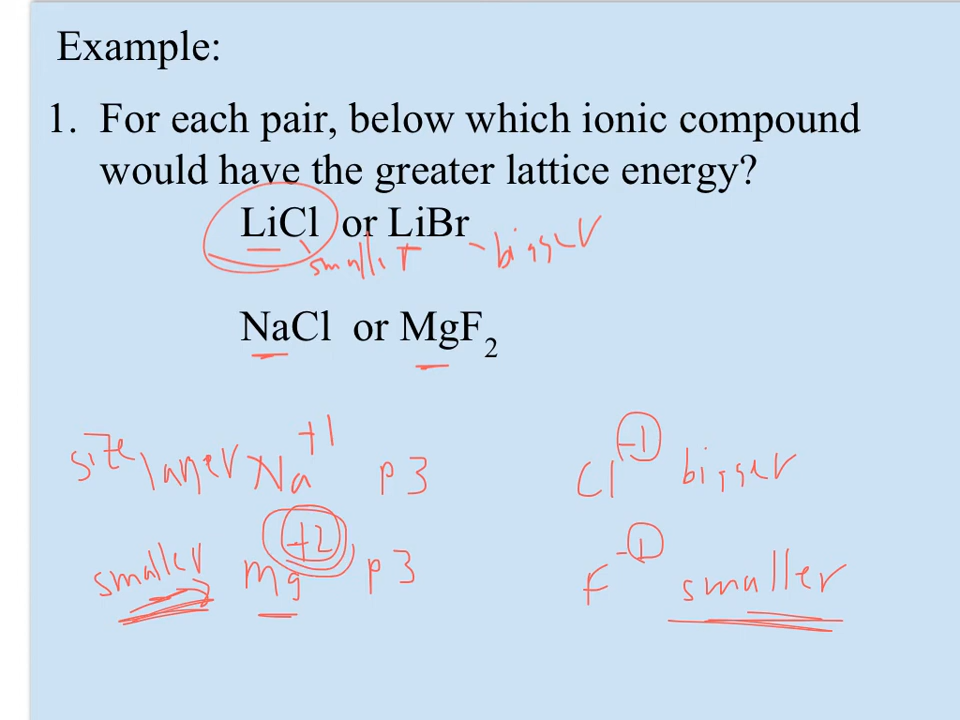 Example:
1. For each pair, below which ionic compound
would have the greater lattice energy?
LiCl or LiBr
smaller bigger
NaCl or MgF₂
size larger Na⁺¹ p3 Cl⁻¹ bigger
smaller Mg⁺² p3 F⁻¹ smaller